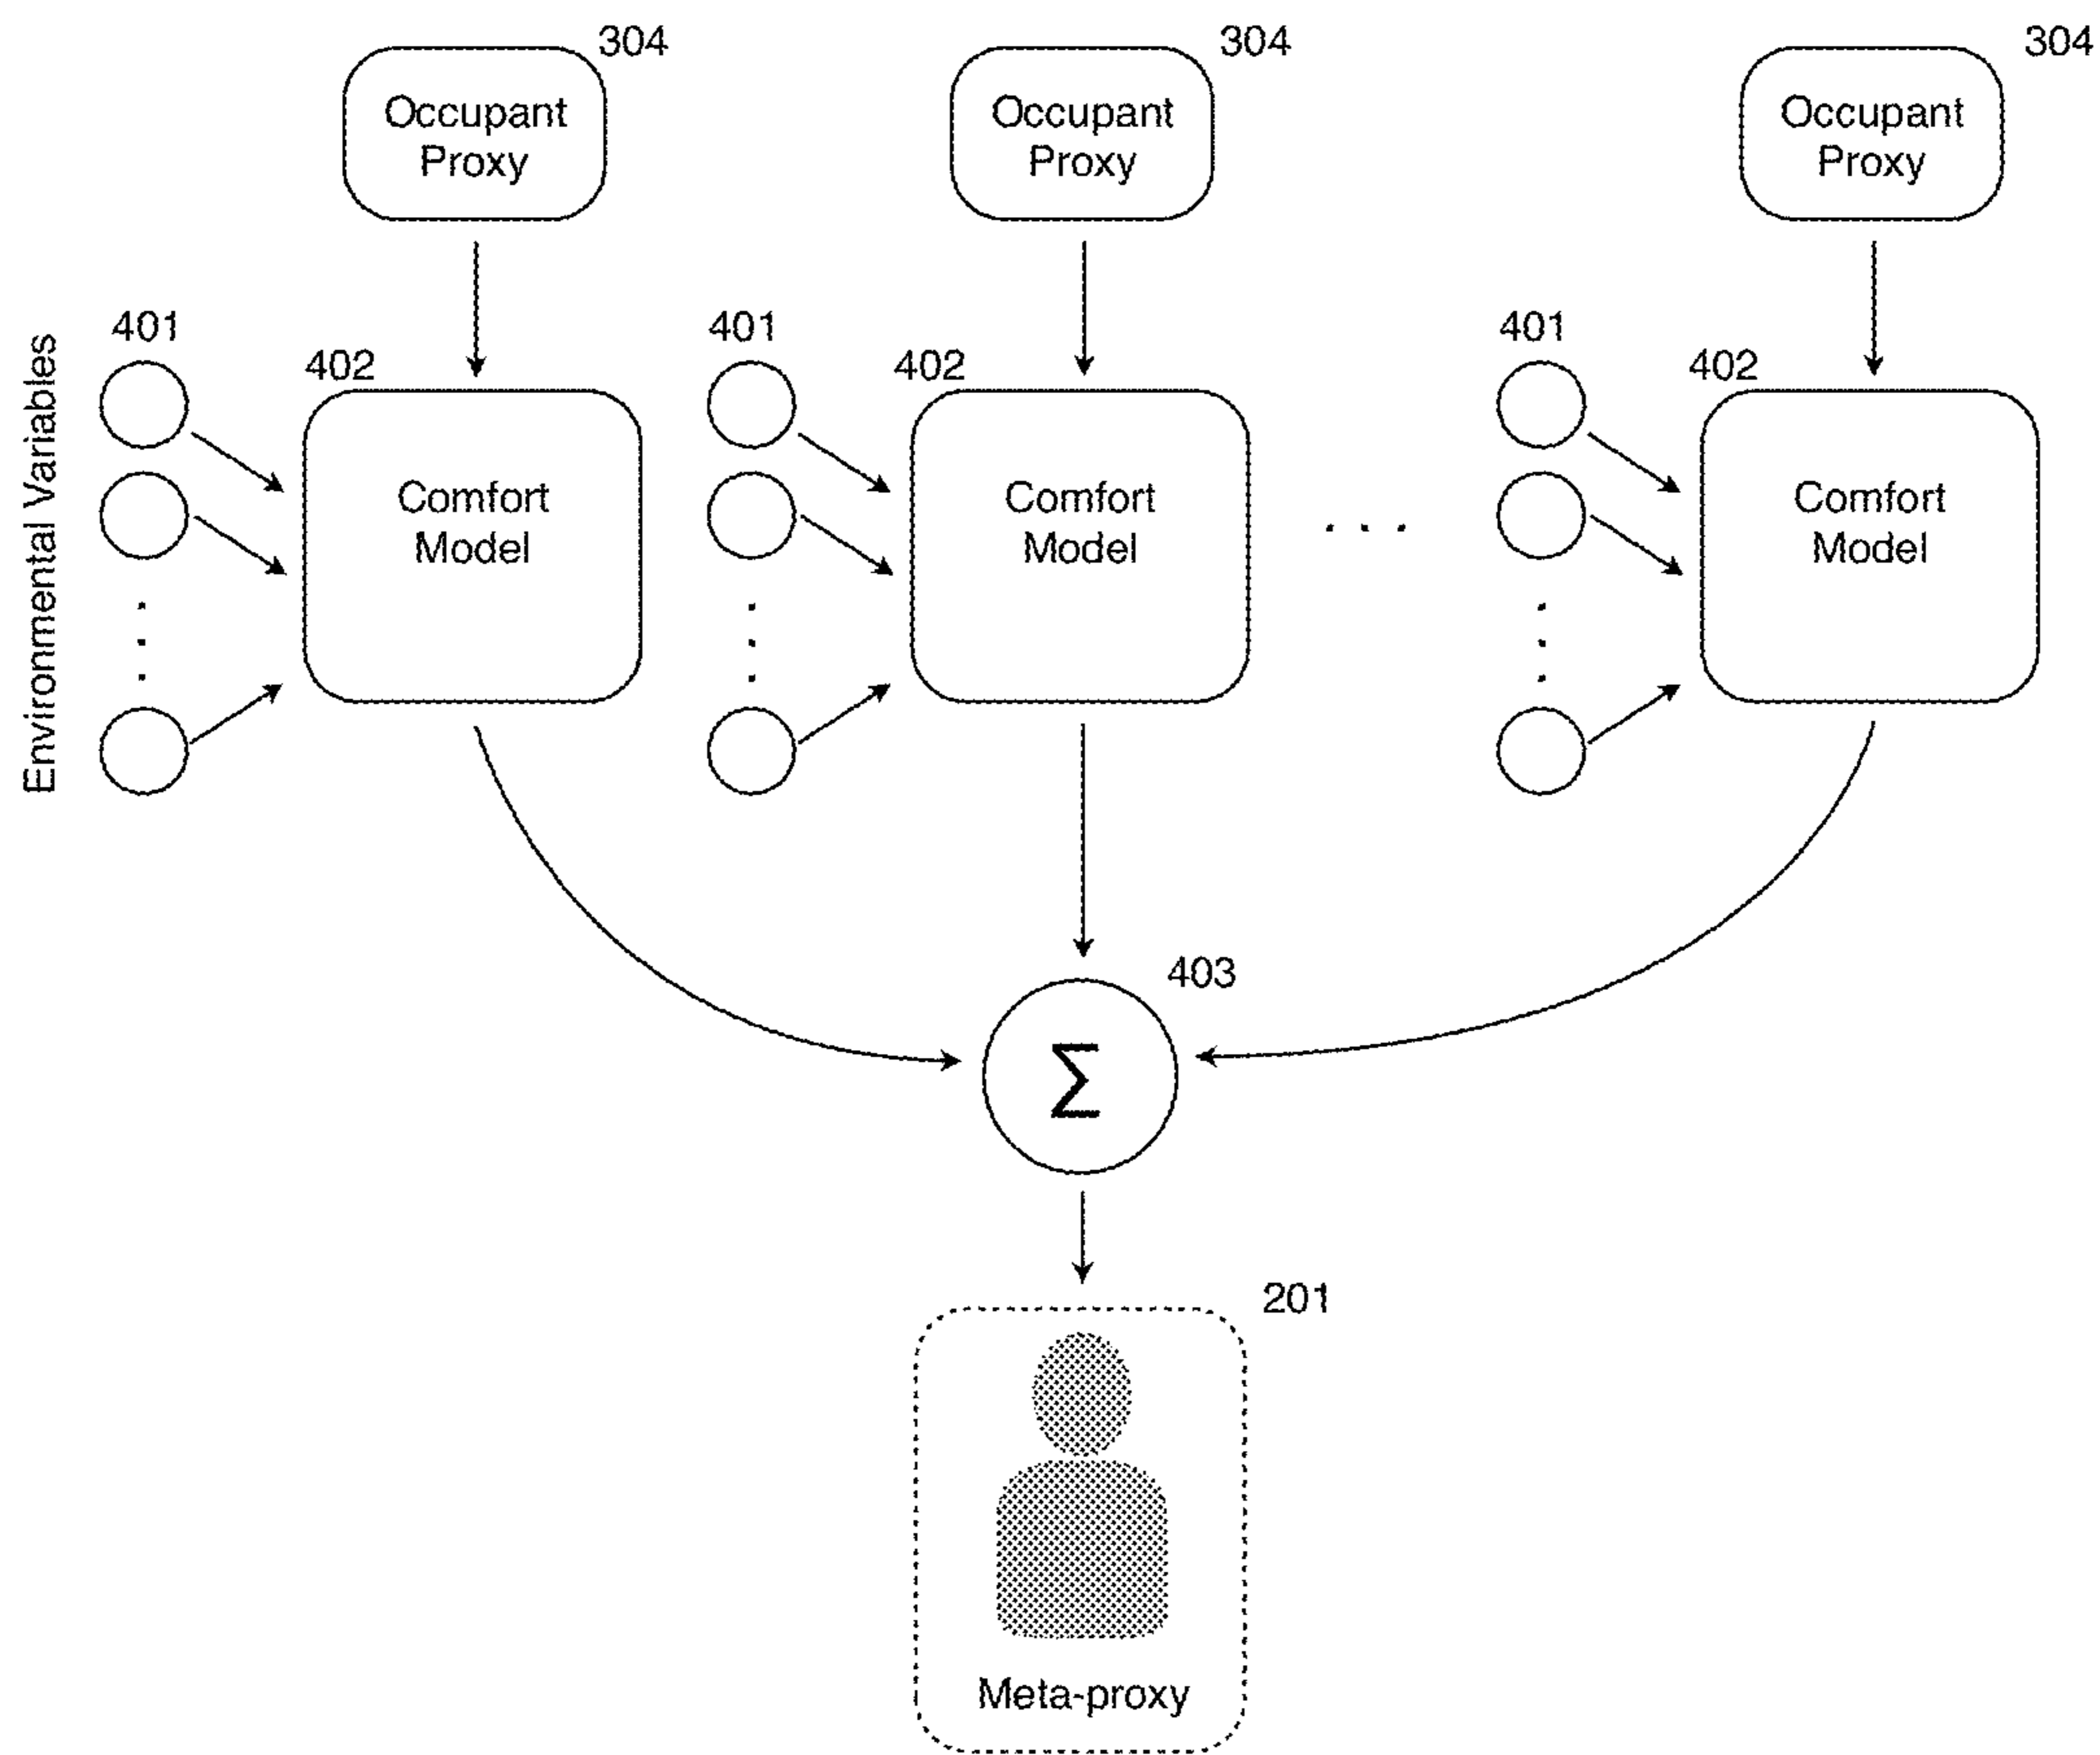 304
304
304
Occupant
Proxy
Occupant
Proxy
Occupant
Proxy
Environmental Variables
401
402
401
402
401
402
Comfort
Model
Comfort
Model
. . .
Comfort
Model
403
Σ
201
Meta-proxy